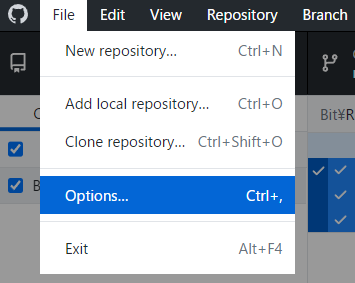 File Edit View Repository Branch
New repository... Ctrl+N
Add local repository... Ctrl+O
Clone repository... Ctrl+Shift+O
Options... Ctrl+,
Exit Alt+F4
Bit¥R